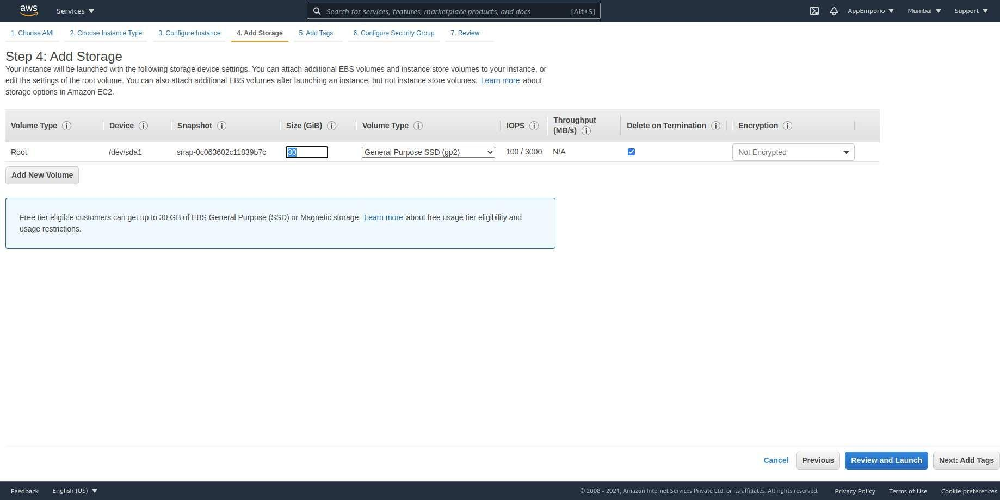 aws Services Search for services, features, marketplace products, and docs [Alt+S] AppEmporio Mumbai Support
1. Choose AMI 2. Choose Instance Type 3. Configure Instance 4. Add Storage 5. Add Tags 6. Configure Security Group 7. Review
Step 4: Add Storage
Your instance will be launched with the following storage device settings. You can attach additional EBS volumes and instance store volumes to your instance, or
edit the settings of the root volume. You can also attach additional EBS volumes after launching an instance, but not instance store volumes. Learn more about
storage options in Amazon EC2.
Volume Type i Device i Snapshot i Size (GiB) i Volume Type i IOPS i Throughput (MB/s) i Delete on Termination i Encryption i
Root /dev/sda1 snap-0c063602c11839b7c 30 General Purpose SSD (gp2) 100 / 3000 N/A Not Encrypted
Add New Volume
Free tier eligible customers can get up to 30 GB of EBS General Purpose (SSD) or Magnetic storage. Learn more about free usage tier eligibility and
usage restrictions.
Cancel Previous Review and Launch Next: Add Tags
Feedback English (US) © 2008 - 2021, Amazon Internet Services Private Ltd. or its affiliates. All rights reserved. Privacy Policy Terms of Use Cookie preferences